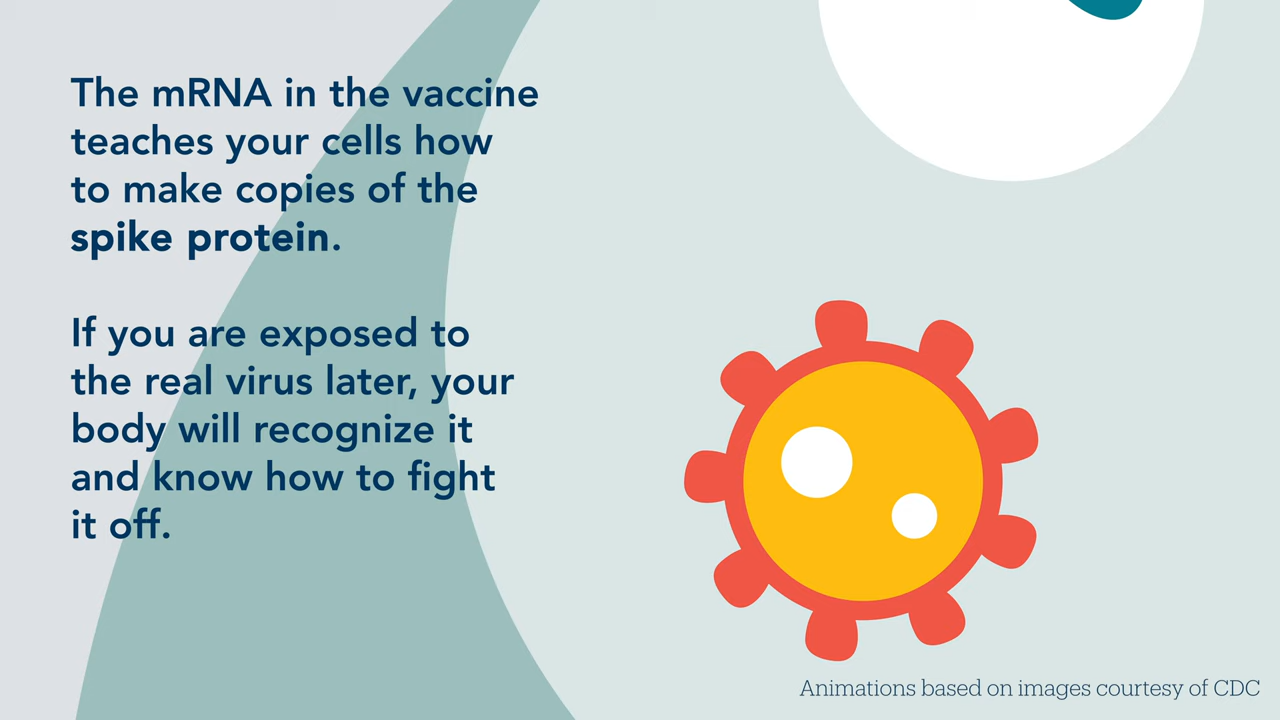 The mRNA in the vaccine
teaches your cells how
to make copies of the
spike protein.
If you are exposed to
the real virus later, your
body will recognize it
and know how to fight
it off.
Animations based on images courtesy of CDC